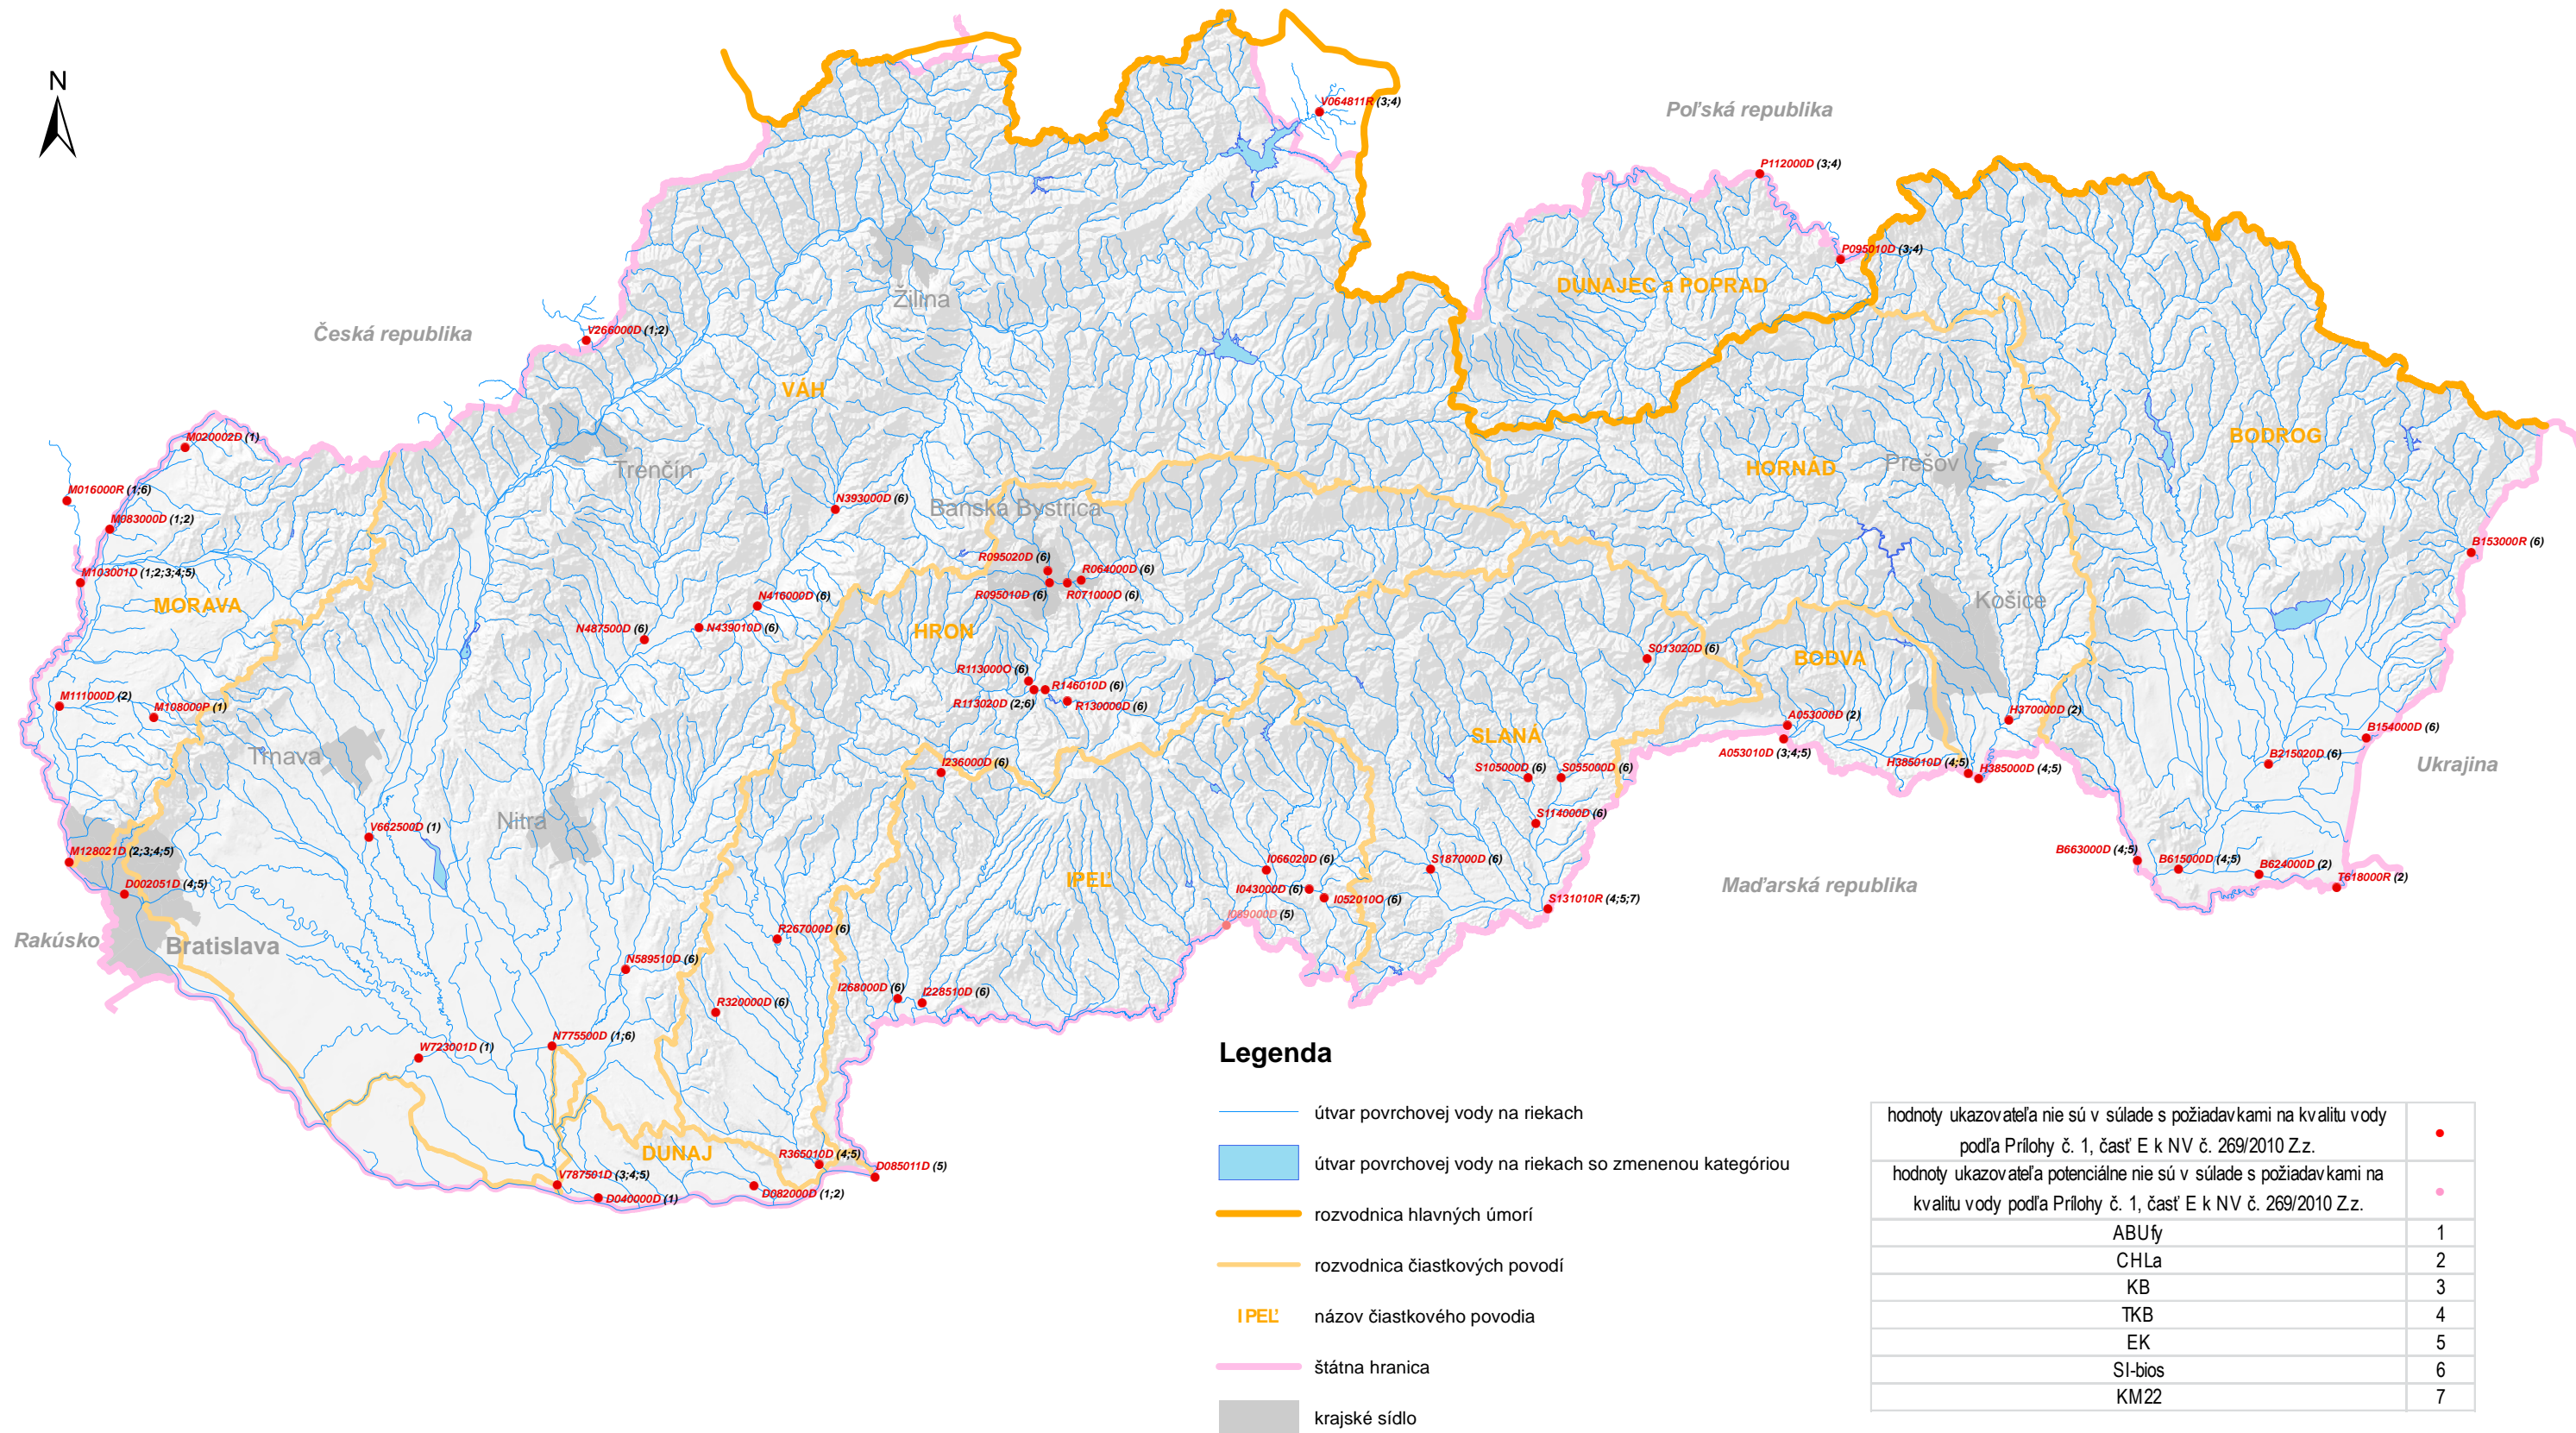 N
V064811R (3;4)
Poľská republika
P112000D (3;4)
P095010D (3;4)
DUNAJEC a POPRAD
Žilina
Česká republika
V266000D (1;2)
VÁH
M020002D (1)
BODROG
Trenčín
HORNÁD
Prešov
M016000R (1;6)
N393000D (6)
Banská Bystrica
M083000D (1;2)
B153000R (6)
R095020D (6)
R064000D (6)
M103001D (1;2;3;4;5)
R095010D (6)
R071000D (6)
N416000D (6)
Košice
MORAVA
N487500D (6)
N439010D (6)
HRON
S013020D (6)
BODVA
R113000O (6)
R146010D (6)
M111000D (2)
M108000P (1)
R113020D (2;6)
R130000D (6)
H370000D (2)
A053000D (2)
B154000D (6)
SLANÁ
Trnava
A053010D (3;4;5)
B215020D (6)
Ukrajina
I236000D (6)
S105000D (6)
S055000D (6)
H385010D (4;5)
H385000D (4;5)
Nitra
V662500D (1)
S114000D (6)
M128021D (2;3;4;5)
B663000D (4;5)
I066020D (6)
S187000D (6)
B615000D (4;5)
B624000D (2)
T618000R (2)
IPEĽ
D002051D (4;5)
I043000D (6)
I052010O (6)
Maďarská republika
S131010R (4;5;7)
I089000D (5)
Rakúsko
Bratislava
R267000D (6)
N589510D (6)
I268000D (6)
I228510D (6)
R320000D (6)
N775500D (1;6)
W723001D (1)
DUNAJ
R365010D (4;5)
D085011D (5)
V787501D (3;4;5)
D040000D (1)
D082000D (1;2)
Legenda
útvar povrchovej vody na riekach
útvar povrchovej vody na riekach so zmenenou kategóriou
rozvodnica hlavných úmorí
rozvodnica čiastkových povodí
IPEĽ názov čiastkového povodia
štátna hranica
krajské sídlo
hodnoty ukazovateľa nie sú v súlade s požiadavkami na kvalitu vody
podľa Prílohy č. 1, časť E k NV č. 269/2010 Z.z.
hodnoty ukazovateľa potenciálne nie sú v súlade s požiadavkami na
kvalitu vody podľa Prílohy č. 1, časť E k NV č. 269/2010 Z.z.
ABUfy 1
CHLa 2
KB 3
TKB 4
EK 5
SI-bios 6
KM22 7